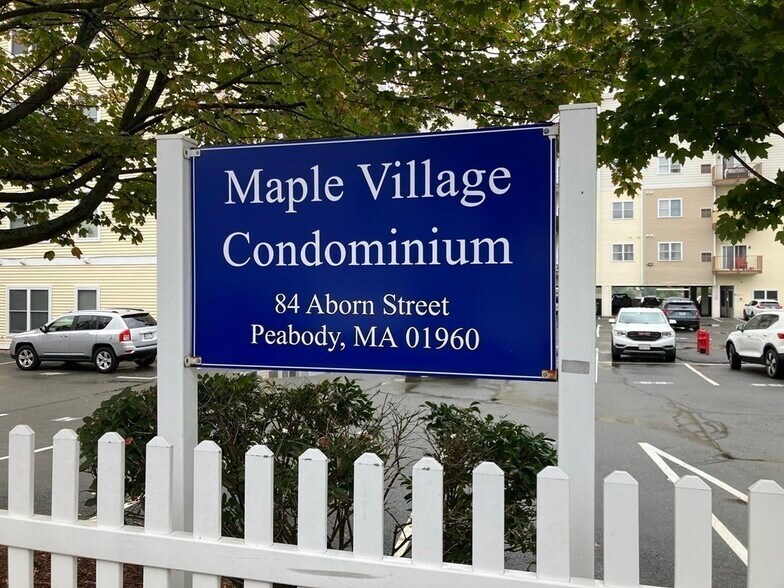 Maple Village
Condominium
84 Aborn Street
Peabody, MA 01960